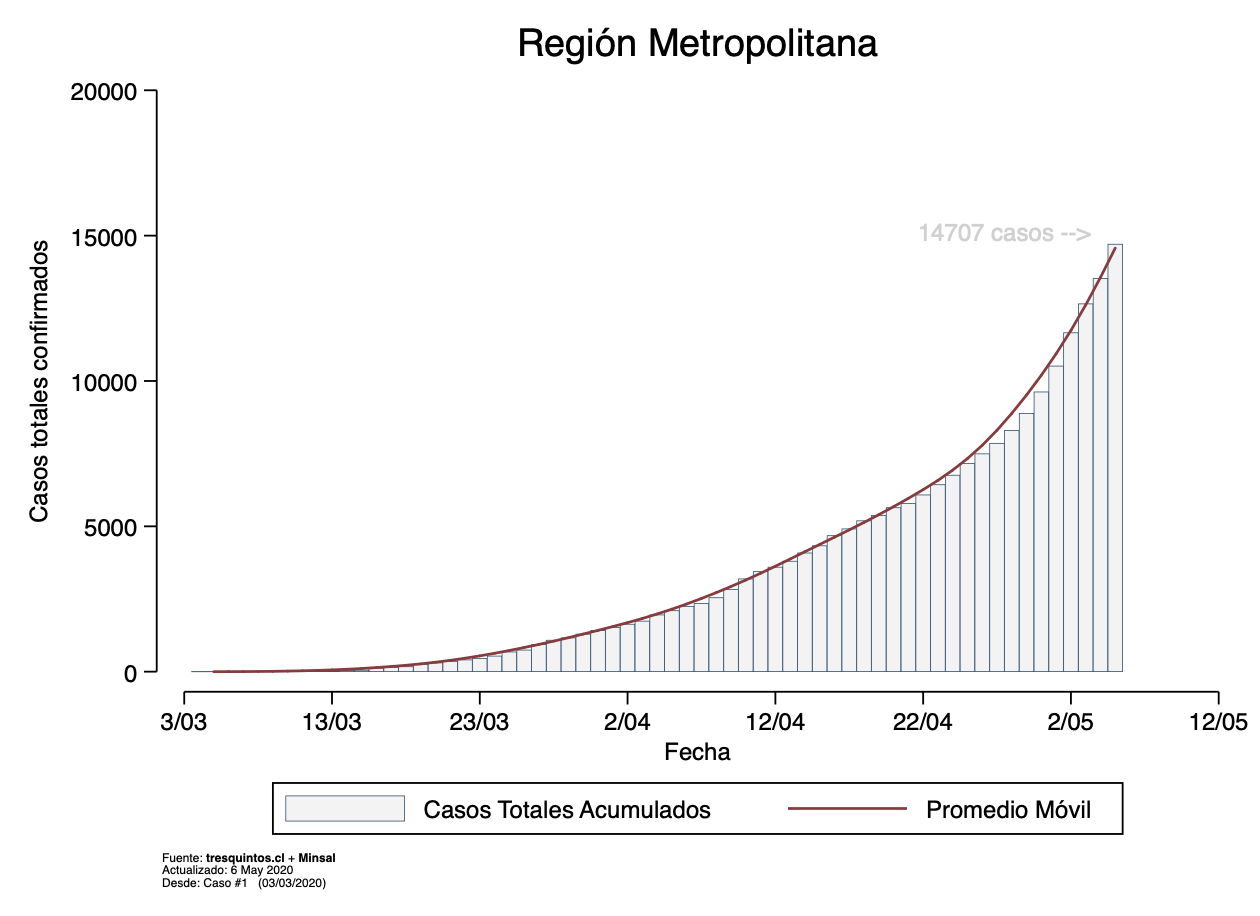 Región Metropolitana
20000
15000
10000
5000
0
Casos totales confirmados
14707 casos -->
3/03 13/03 23/03 2/04 12/04 22/04 2/05 12/05
Fecha
Casos Totales Acumulados Promedio Móvil
Fuente: tresquintos.cl + Minsal
Actualizado: 6 May 2020
Desde: Caso #1 (03/03/2020)